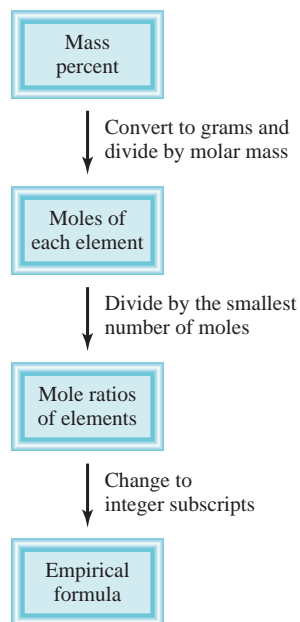 Mass
percent
Convert to grams and
divide by molar mass
Moles of
each element
Divide by the smallest
number of moles
Mole ratios
of elements
Change to
integer subscripts
Empirical
formula